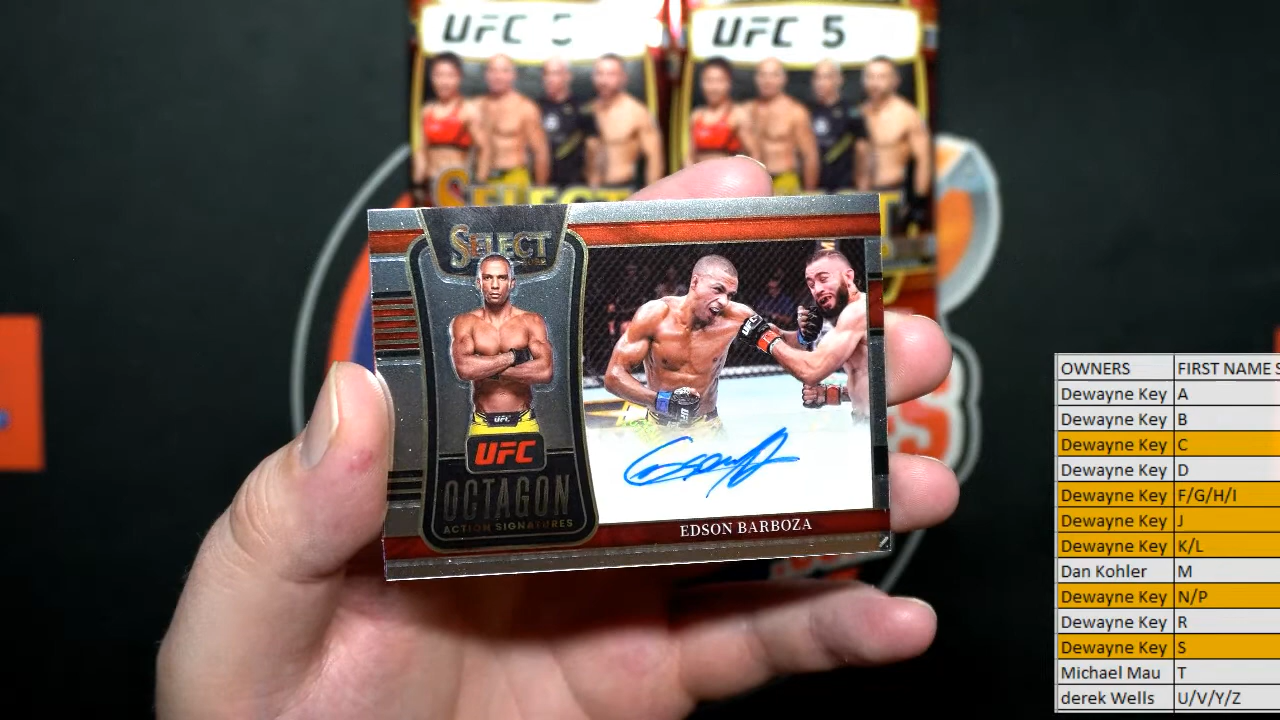 UFC
UFC 5
SELECT
SELECT
UFC
UFC
OCTAGON
ACTION SIGNATURES
EDSON BARBOZA
OWNERS FIRST NAME S
Dewayne Key A
Dewayne Key B
Dewayne Key C
Dewayne Key D
Dewayne Key F/G/H/I
Dewayne Key J
Dewayne Key K/L
Dan Kohler M
Dewayne Key N/P
Dewayne Key R
Dewayne Key S
Michael Mau T
derek Wells U/V/Y/Z